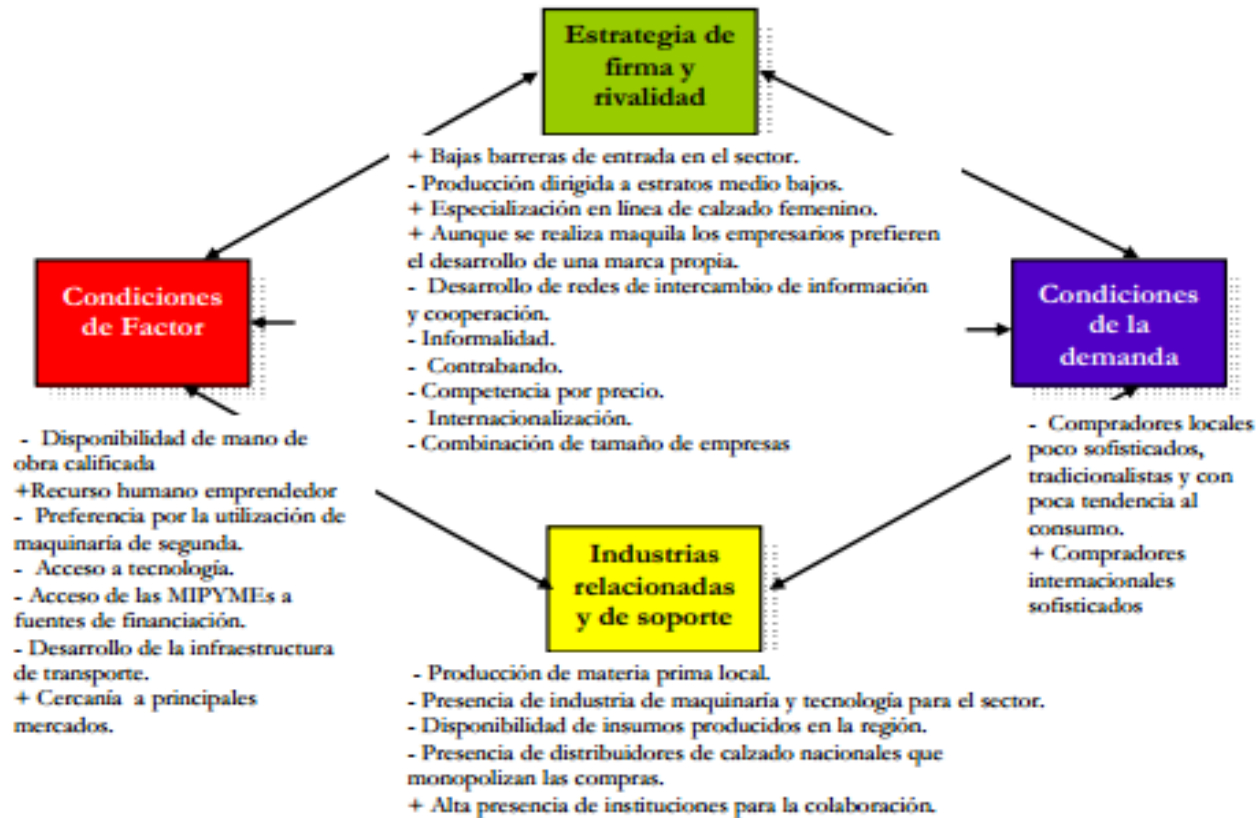 Estrategia de
firma y
rivalidad
+ Bajas barreras de entrada en el sector.
- Producción dirigida a estratos medio bajos.
+ Especialización en línea de calzado femenino.
+ Aunque se realiza maquila los empresarios prefieren
el desarrollo de una marca propia.
- Desarrollo de redes de intercambio de información
y cooperación.
- Informalidad.
- Contrabando.
- Competencia por precio.
- Internacionalización.
- Combinación de tamaño de empresas
Condiciones
de Factor
- Disponibilidad de mano de
obra calificada
+Recurso humano emprendedor
- Preferencia por la utilización de
maquinaría de segunda.
- Acceso a tecnología.
- Acceso de las MIPYMEs a
fuentes de financiación.
- Desarrollo de la infraestructura
de transporte.
+ Cercanía a principales
mercados.
Condiciones
de la
demanda
- Compradores locales
poco sofisticados,
tradicionalistas y con
poca tendencia al
consumo.
+ Compradores
internacionales
sofisticados
Industrias
relacionadas
y de soporte
- Producción de materia prima local.
- Presencia de industria de maquinaría y tecnología para el sector.
- Disponibilidad de insumos producidos en la región.
- Presencia de distribuidores de calzado nacionales que
monopolizan las compras.
+ Alta presencia de instituciones para la colaboración.